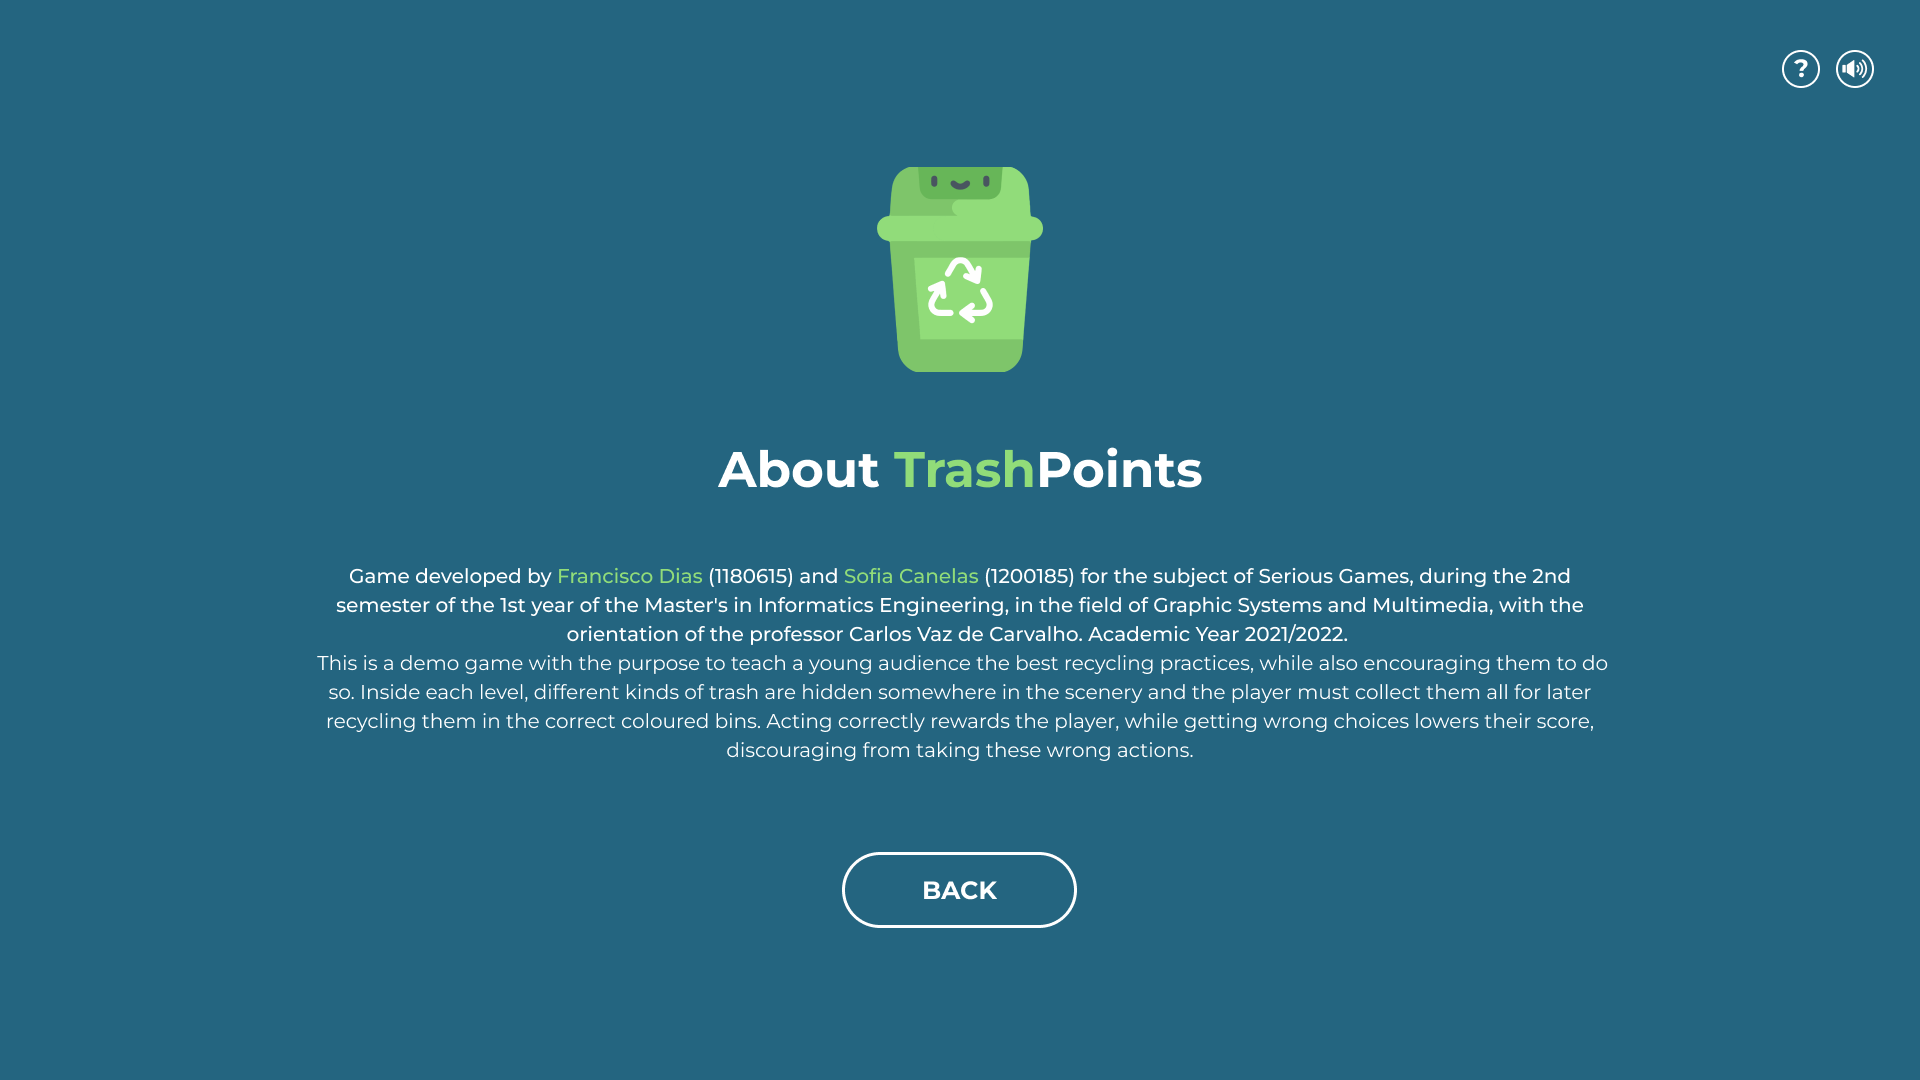 ?
About TrashPoints
Game developed by Francisco Dias (1180615) and Sofia Canelas (1200185) for the subject of Serious Games, during the 2nd
semester of the 1st year of the Master's in Informatics Engineering, in the field of Graphic Systems and Multimedia, with the
orientation of the professor Carlos Vaz de Carvalho. Academic Year 2021/2022.
This is a demo game with the purpose to teach a young audience the best recycling practices, while also encouraging them to do
so. Inside each level, different kinds of trash are hidden somewhere in the scenery and the player must collect them all for later
recycling them in the correct coloured bins. Acting correctly rewards the player, while getting wrong choices lowers their score,
discouraging from taking these wrong actions.
BACK